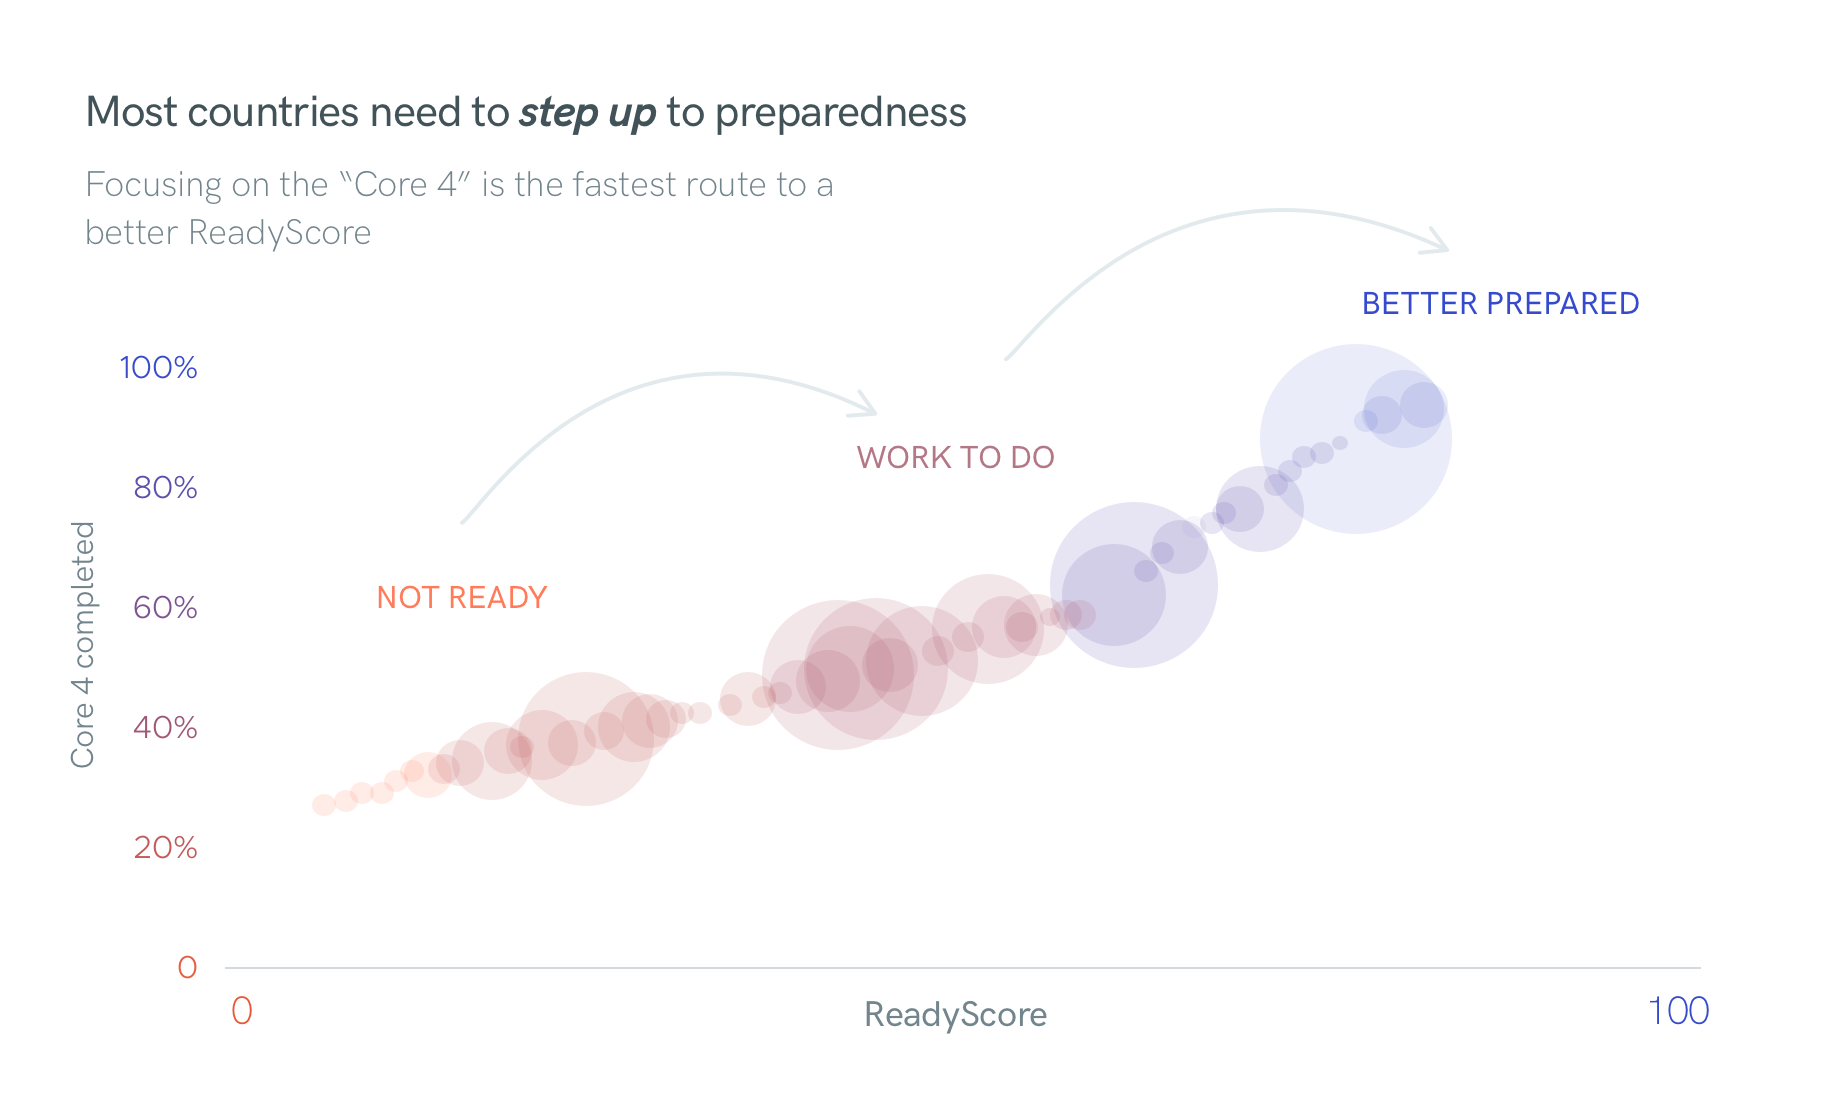 Most countries need to step up to preparedness
Focusing on the “Core 4” is the fastest route to a
better ReadyScore
BETTER PREPARED
WORK TO DO
NOT READY
100%
80%
60%
40%
20%
0
Core 4 completed
0
ReadyScore
100